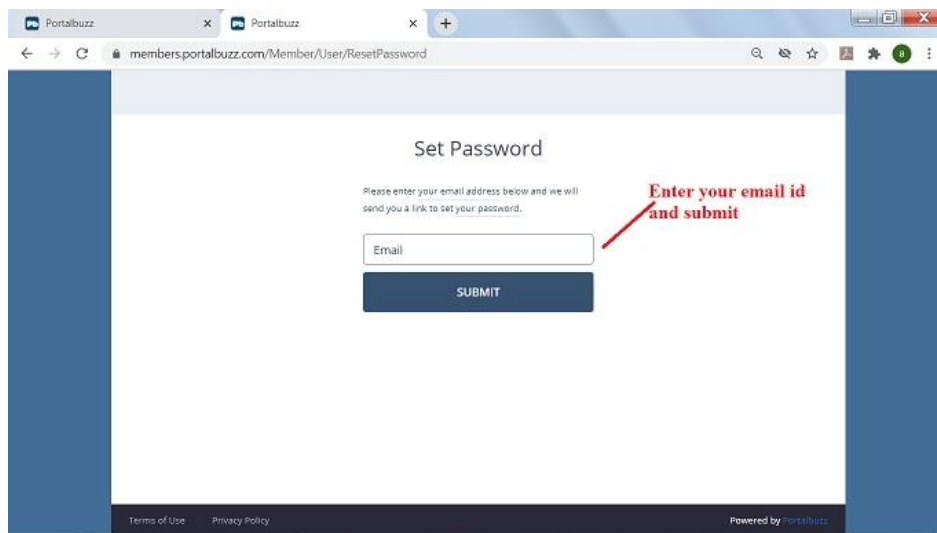 Portalbuzz
Portalbuzz
members.portalbuzz.com/Member/User/ResetPassword
a
Set Password
Please enter your email address below and we will
send you a link to set your password.
Enter your email id
and submit
Email
SUBMIT
Terms of Use Privacy Policy Powered by Portalbuzz